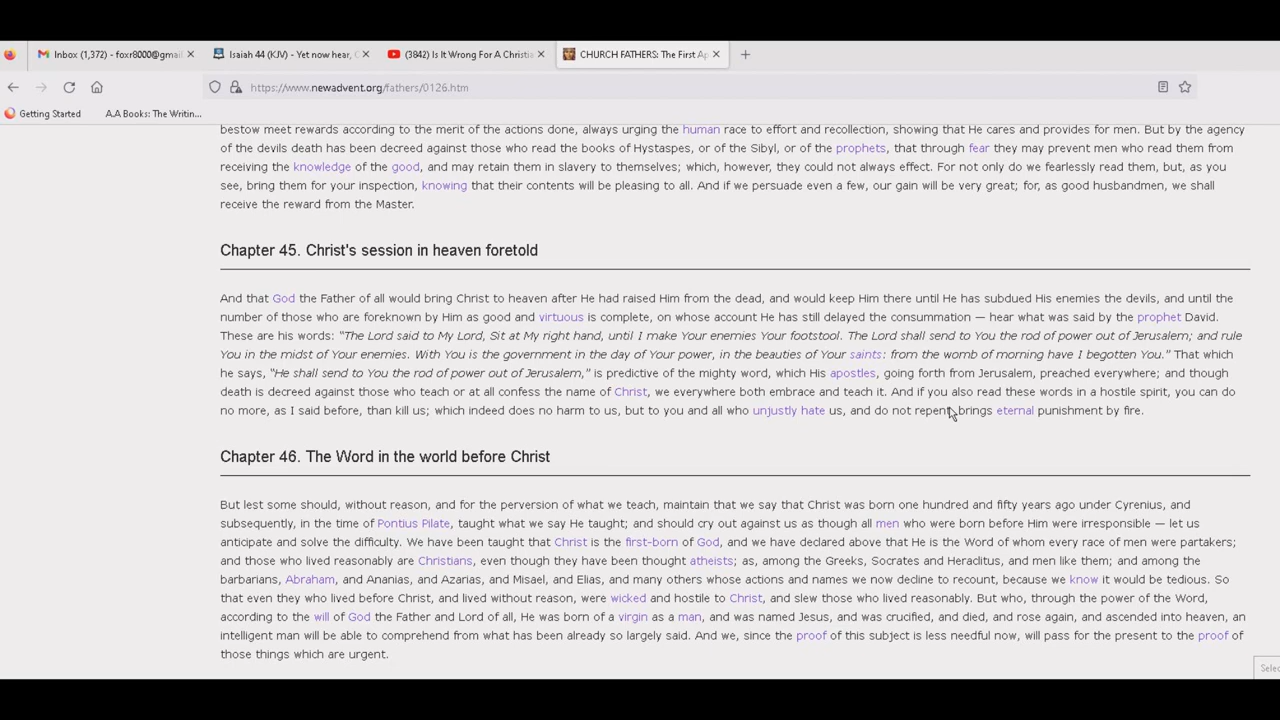 Inbox (1,372) - foxr8000@gmail.
Isaiah 44 (KJV) - Yet now hear, O
(3842) Is It Wrong For A Christia
CHURCH FATHERS: The First Ap
https://www.newadvent.org/fathers/0126.htm
Getting Started
A,A Books: The Writin...
bestow meet rewards according to the merit of the actions done, always urging the human race to effort and recollection, showing that He cares and provides for men. But by the agency
of the devils death has been decreed against those who read the books of Hystaspes, or of the Sibyl, or of the prophets, that through fear they may prevent men who read them from
receiving the knowledge of the good, and may retain them in slavery to themselves; which, however, they could not always effect. For not only do we fearlessly read them, but, as you
see, bring them for your inspection, knowing that their contents will be pleasing to all. And if we persuade even a few, our gain will be very great; for, as good husbandmen, we shall
receive the reward from the Master.
Chapter 45. Christ's session in heaven foretold
And that God the Father of all would bring Christ to heaven after He had raised Him from the dead, and would keep Him there until He has subdued His enemies the devils, and until the
number of those who are foreknown by Him as good and virtuous is complete, on whose account He has still delayed the consummation — hear what was said by the prophet David.
These are his words: "The Lord said to My Lord, Sit at My right hand, until I make Your enemies Your footstool. The Lord shall send to You the rod of power out of Jerusalem; and rule
You in the midst of Your enemies. With You is the government in the day of Your power, in the beauties of Your saints: from the womb of morning have I begotten You." That which
he says, "He shall send to You the rod of power out of Jerusalem," is predictive of the mighty word, which His apostles, going forth from Jerusalem, preached everywhere; and though
death is decreed against those who teach or at all confess the name of Christ, we everywhere both embrace and teach it. And if you also read these words in a hostile spirit, you can do
no more, as I said before, than kill us; which indeed does no harm to us, but to you and all who unjustly hate us, and do not repent, brings eternal punishment by fire.
Chapter 46. The Word in the world before Christ
But lest some should, without reason, and for the perversion of what we teach, maintain that we say that Christ was born one hundred and fifty years ago under Cyrenius, and
subsequently, in the time of Pontius Pilate, taught what we say He taught; and should cry out against us as though all men who were born before Him were irresponsible — let us
anticipate and solve the difficulty. We have been taught that Christ is the first-born of God, and we have declared above that He is the Word of whom every race of men were partakers;
and those who lived reasonably are Christians, even though they have been thought atheists; as, among the Greeks, Socrates and Heraclitus, and men like them; and among the
barbarians, Abraham, and Ananias, and Azarias, and Misael, and Elias, and many others whose actions and names we now decline to recount, because we know it would be tedious. So
that even they who lived before Christ, and lived without reason, were wicked and hostile to Christ, and slew those who lived reasonably. But who, through the power of the Word,
according to the will of God the Father and Lord of all, He was born of a virgin as a man, and was named Jesus, and was crucified, and died, and rose again, and ascended into heaven, an
intelligent man will be able to comprehend from what has been already so largely said. And we, since the proof of this subject is less needful now, will pass for the present to the proof of
those things which are urgent.
Selec